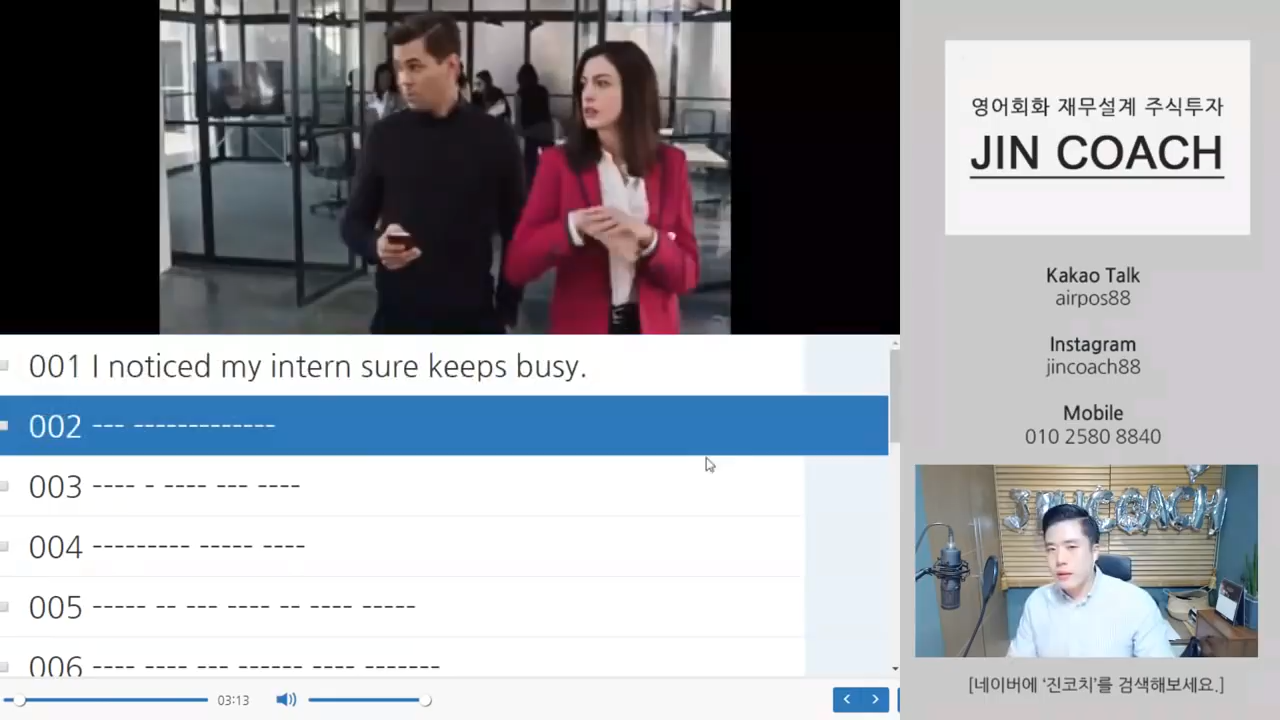 001 I noticed my intern sure keeps busy.
002 --- -------------
003 ---- - ---- --- ----
004 --------- ----- ----
005 ----- -- --- ---- -- ---- -----
006 ---- ---- --- ------ ---- -------
03:13
영어회화 재무설계 주식투자
JIN COACH
Kakao Talk
airpos88
Instagram
jincoach88
Mobile
010 2580 8840
JINCOACH
[네이버에 '진코치'를 검색해보세요.]